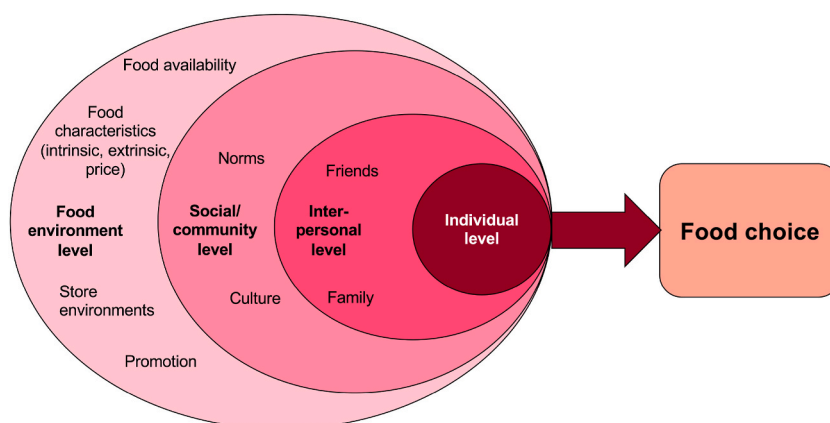 Food availability
Food
characteristics
(intrinsic, extrinsic,
price)
Food
environment
level
Store
environments
Promotion
Norms
Social/
community
level
Culture
Friends
Inter-
personal
level
Family
Individual
level
Food choice